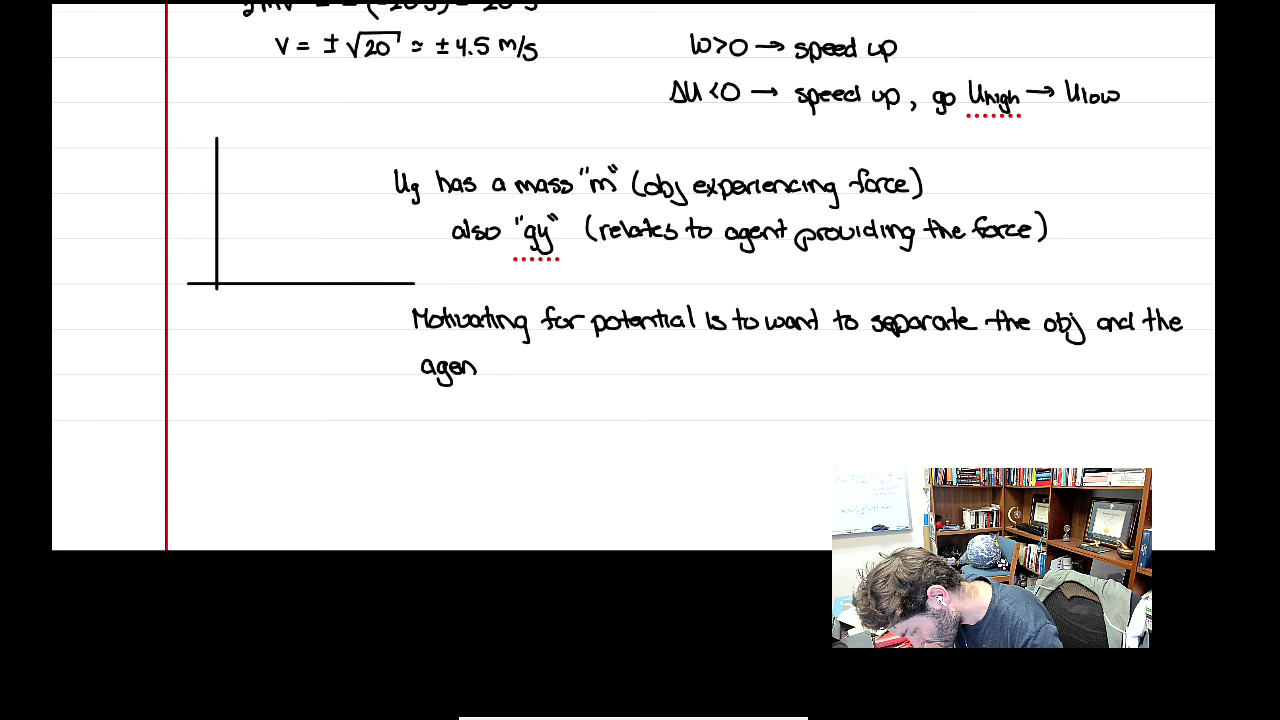 V = ± √20 ≈ ± 4.5 m/s
W>0 → speed up
ΔU<0 → speed up, go Uhigh → Ulow
Ug has a mass "m" (obj experiencing force)
also "gy" (relates to agent providing the force)
Motivating for potential is to want to separate the obj and the
agen